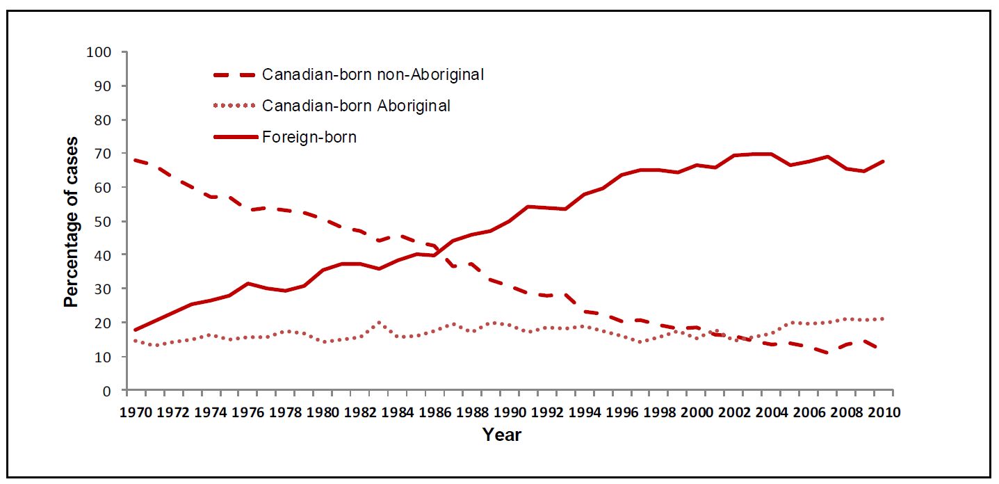 100
90
80
70
60
50
40
30
20
10
0
Percentage of cases
Canadian-born non-Aboriginal
Canadian-born Aboriginal
Foreign-born
1970 1972 1974 1976 1978 1980 1982 1984 1986 1988 1990 1992 1994 1996 1998 2000 2002 2004 2006 2008 2010
Year